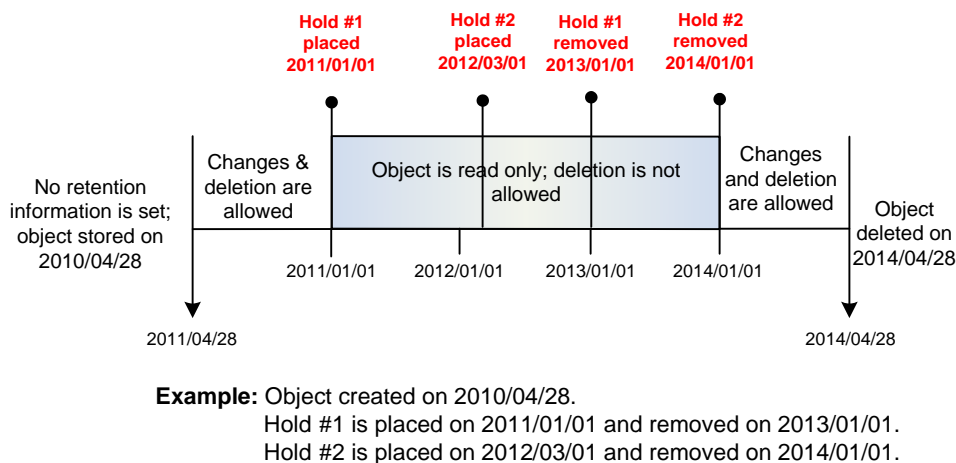 Hold #1
placed
2011/01/01
Hold #2
placed
2012/03/01
Hold #1
removed
2013/01/01
Hold #2
removed
2014/01/01
No retention
information is set;
object stored on
2010/04/28
Changes &
deletion are
allowed
Object is read only; deletion is not
allowed
Changes
and deletion
are allowed
Object
deleted on
2014/04/28
2011/01/01
2012/01/01
2013/01/01
2014/01/01
2011/04/28
2014/04/28
Example: Object created on 2010/04/28.
Hold #1 is placed on 2011/01/01 and removed on 2013/01/01.
Hold #2 is placed on 2012/03/01 and removed on 2014/01/01.